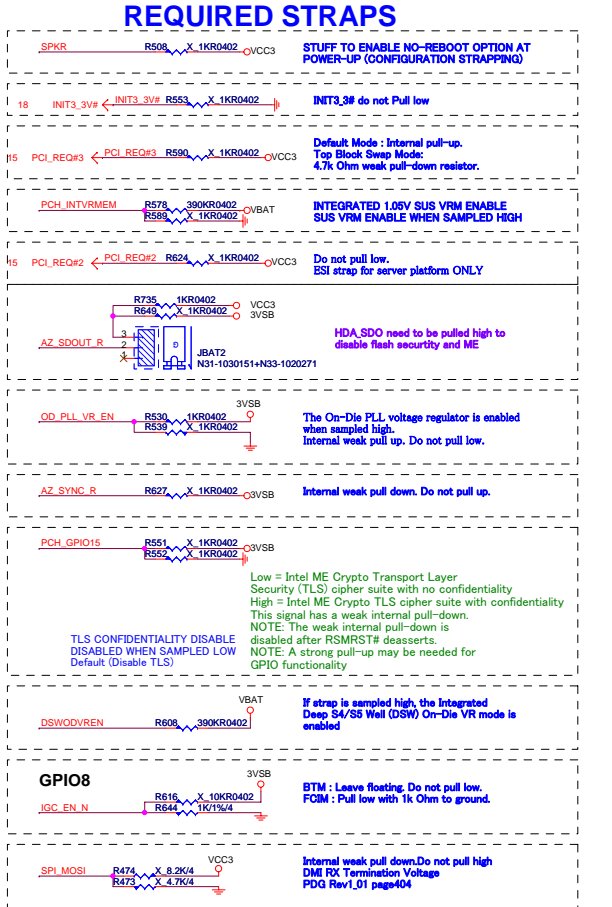 REQUIRED STRAPS
SPKR R508 X_1KR0402 VCC3
STUFF TO ENABLE NO-REBOOT OPTION AT
POWER-UP (CONFIGURATION STRAPPING)
18 INIT3_3V# INIT3_3V# R553 X_1KR0402
INIT3_3# do not Pull low
15 PCI_REQ#3 PCI_REQ#3 R590 X_1KR0402 VCC3
Default Mode : Internal pull-up.
Top Block Swap Mode:
4.7k Ohm weak pull-down resistor.
PCH_INTVRMEM R578 390KR0402 VBAT
R589 X_1KR0402
INTEGRATED 1.05V SUS VRM ENABLE
SUS VRM ENABLE WHEN SAMPLED HIGH
15 PCI_REQ#2 PCI_REQ#2 R624 X_1KR0402 VCC3
Do not pull low.
ESI strap for server platform ONLY
R735 1KR0402 VCC3
R649 X_1KR0402 3VSB
3
AZ_SDOUT_R 2
1
D
JBAT2
N31-1030151+N33-1020271
HDA_SDO need to be pulled high to
disable flash securtity and ME
3VSB
OD_PLL_VR_EN R530 1KR0402
R539 X_1KR0402
The On-Die PLL voltage regulator is enabled
when sampled high.
Internal weak pull up. Do not pull low.
AZ_SYNC_R R627 X_1KR0402 3VSB
Internal weak pull down. Do not pull up.
PCH_GPIO15 R551 X_1KR0402 3VSB
R552 X_1KR0402
Low = Intel ME Crypto Transport Layer
Security (TLS) cipher suite with no confidentiality
High = Intel ME Crypto TLS cipher suite with confidentiality
This signal has a weak internal pull-down.
NOTE: The weak internal pull-down is
disabled after RSMRST# deasserts.
NOTE: A strong pull-up may be needed for
GPIO functionality
TLS CONFIDENTIALITY DISABLE
DISABLED WHEN SAMPLED LOW
Default (Disable TLS)
VBAT
DSWODVREN R608 390KR0402
If strap is sampled high, the Integrated
Deep S4/S5 Well (DSW) On-Die VR mode is
enabled
GPIO8
3VSB
R616 X_10KR0402
IGC_EN_N R644 1K/1%/4
BTM : Leave floating. Do not pull low.
FCIM : Pull low with 1k Ohm to ground.
VCC3
SPI_MOSI R474 X_8.2K/4
R473 X_4.7K/4
Internal weak pull down.Do not pull high
DMI RX Termination Voltage
PDG Rev1_01 page404